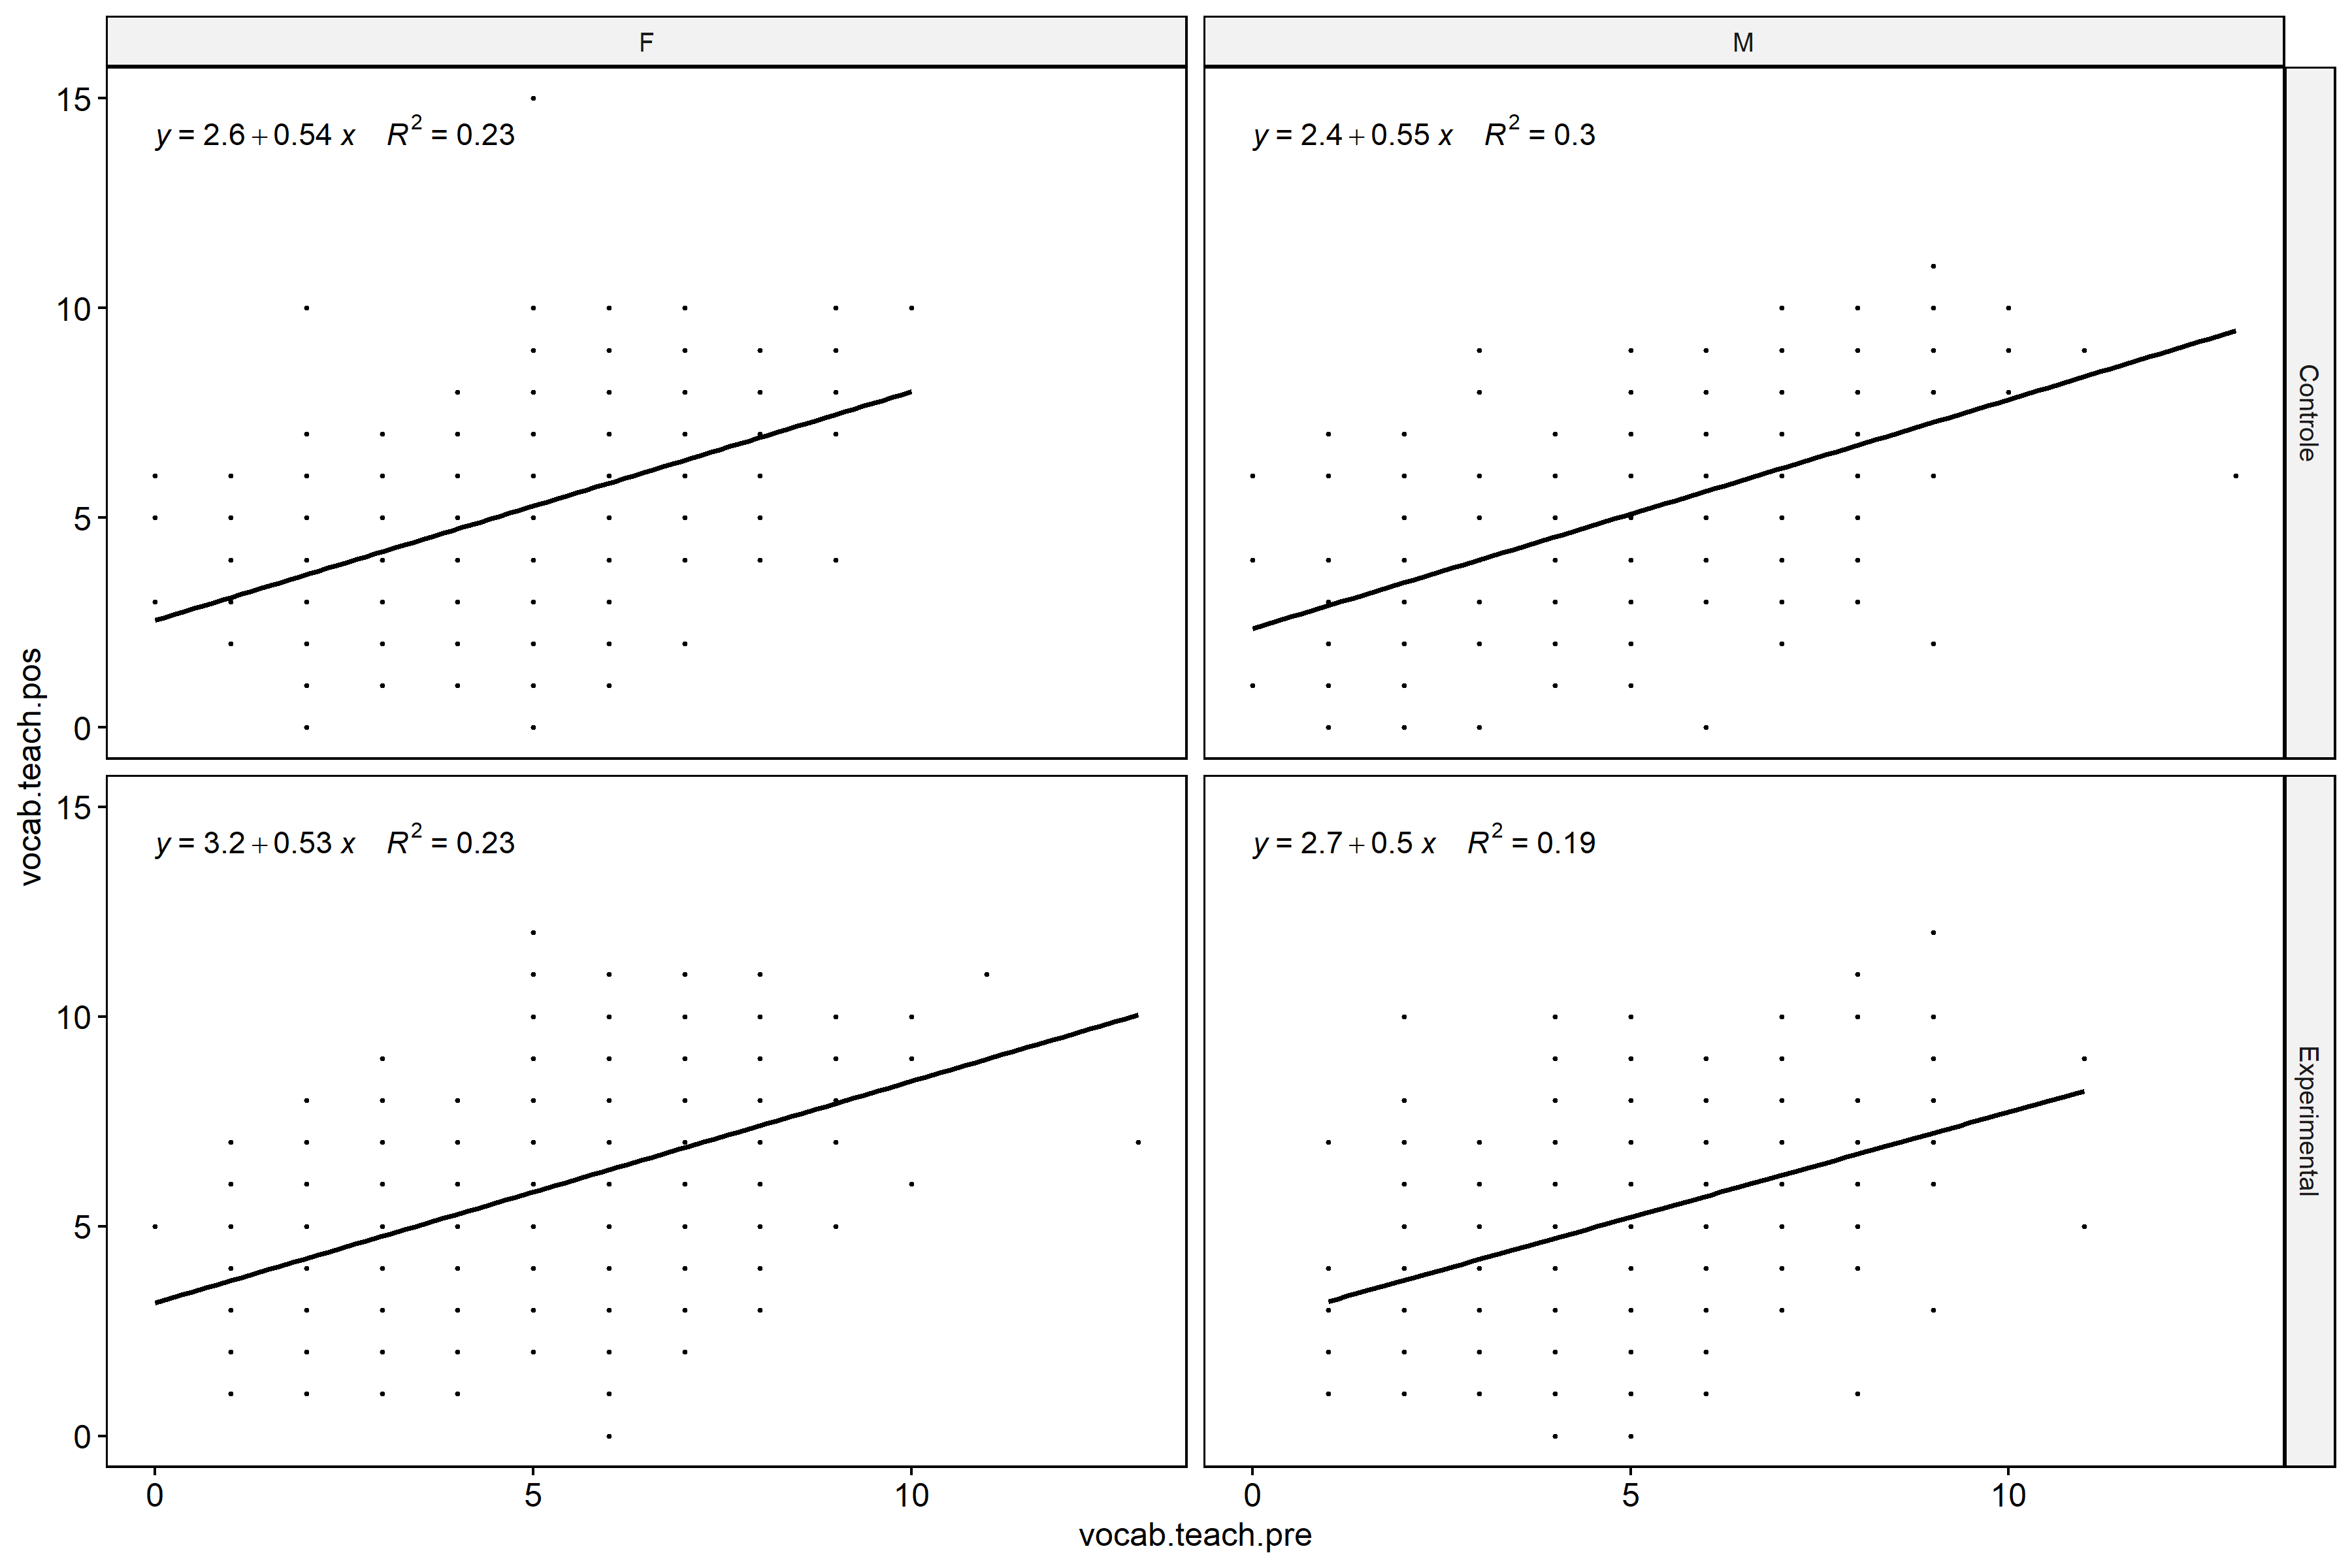 F
M
15
y = 2.6 + 0.54 x R² = 0.23
y = 2.4 + 0.55 x R² = 0.3
10
5
0
Controle
vocab.teach.pos
15
y = 3.2 + 0.53 x R² = 0.23
y = 2.7 + 0.5 x R² = 0.19
10
5
0
Experimental
0 5 10
0 5 10
vocab.teach.pre